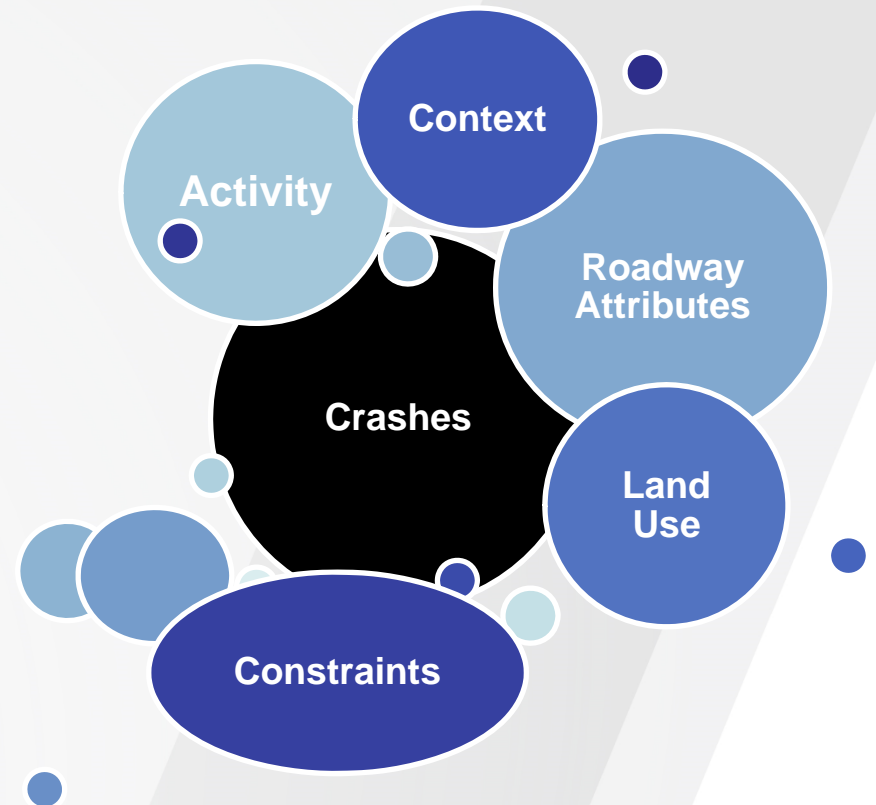 Context
Activity
Roadway
Attributes
Crashes
Land
Use
Constraints